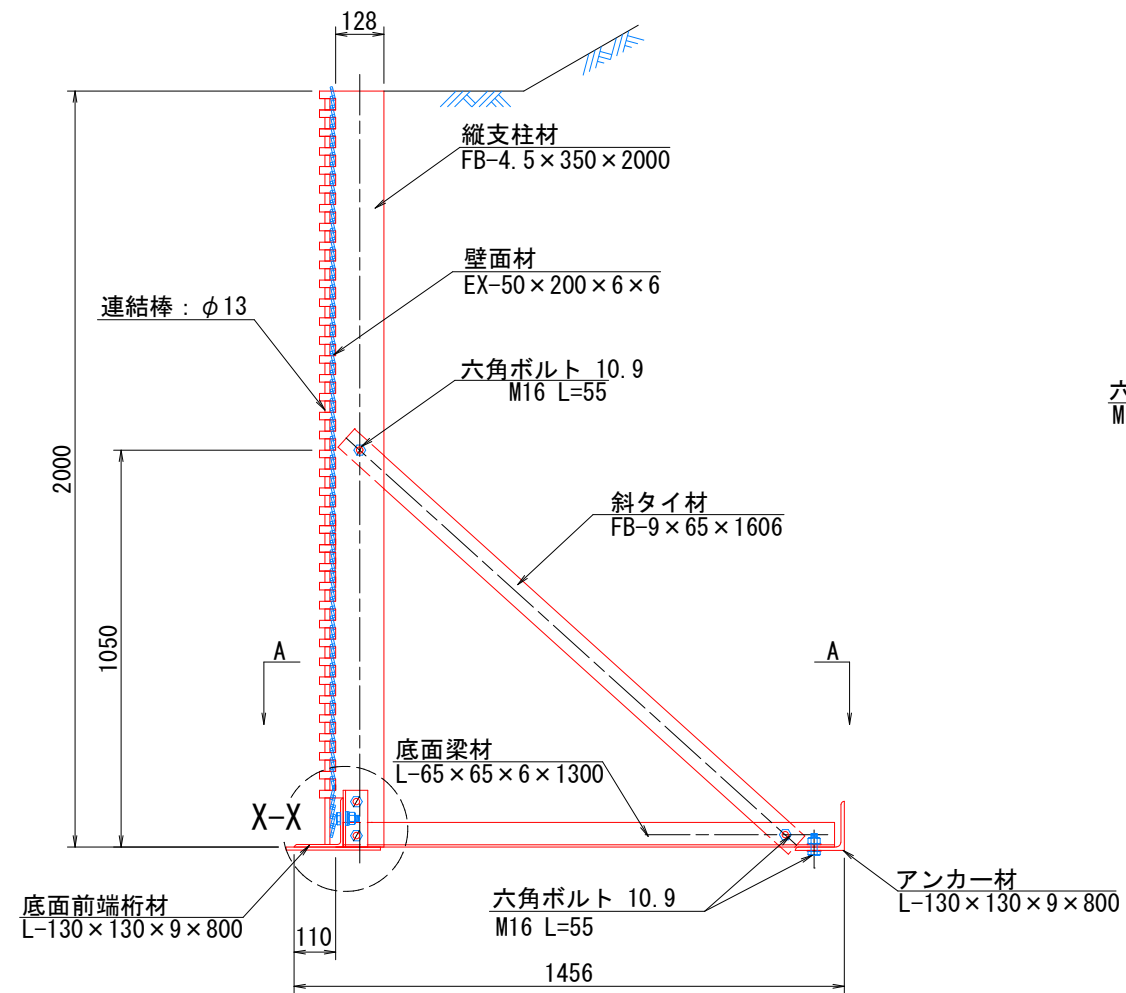 128
縦支柱材
FB-4.5×350×2000
壁面材
EX-50×200×6×6
連結棒：φ13
六角ボルト 10.9
M16 L=55
六
M
2000
斜タイ材
FB-9×65×1606
1050
A
A
底面梁材
L-65×65×6×1300
X-X
底面前端桁材
L-130×130×9×800
六角ボルト 10.9
M16 L=55
アンカー材
L-130×130×9×800
110
1456